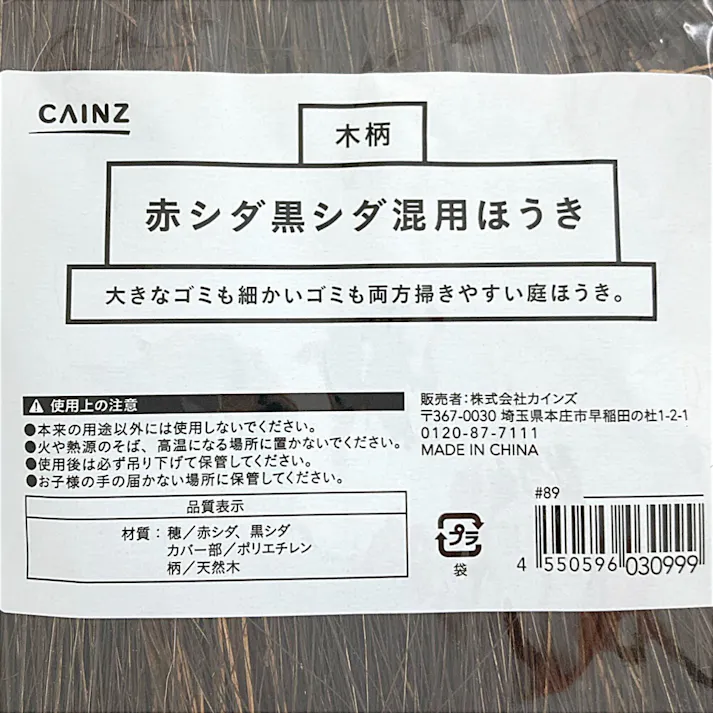 CAINZ
木柄
赤シダ黒シダ混用ほうき
大きなゴミも細かいゴミも両方掃きやすい庭ほうき。
使用上の注意
●本来の用途以外には使用しないでください。
●火や熱源のそば、高温になる場所に置かないでください。
●使用後は必ず吊り下げて保管してください。
●お子様の手の届かない場所に保管してください。
品質表示
材質：穂／赤シダ、黒シダ
カバー部／ポリエチレン
柄／天然木
販売者：株式会社カインズ
〒367-0030 埼玉県本庄市早稲田の杜1-2-1
0120-87-7111
MADE IN CHINA
#89
プラ
袋
4 550596 030999